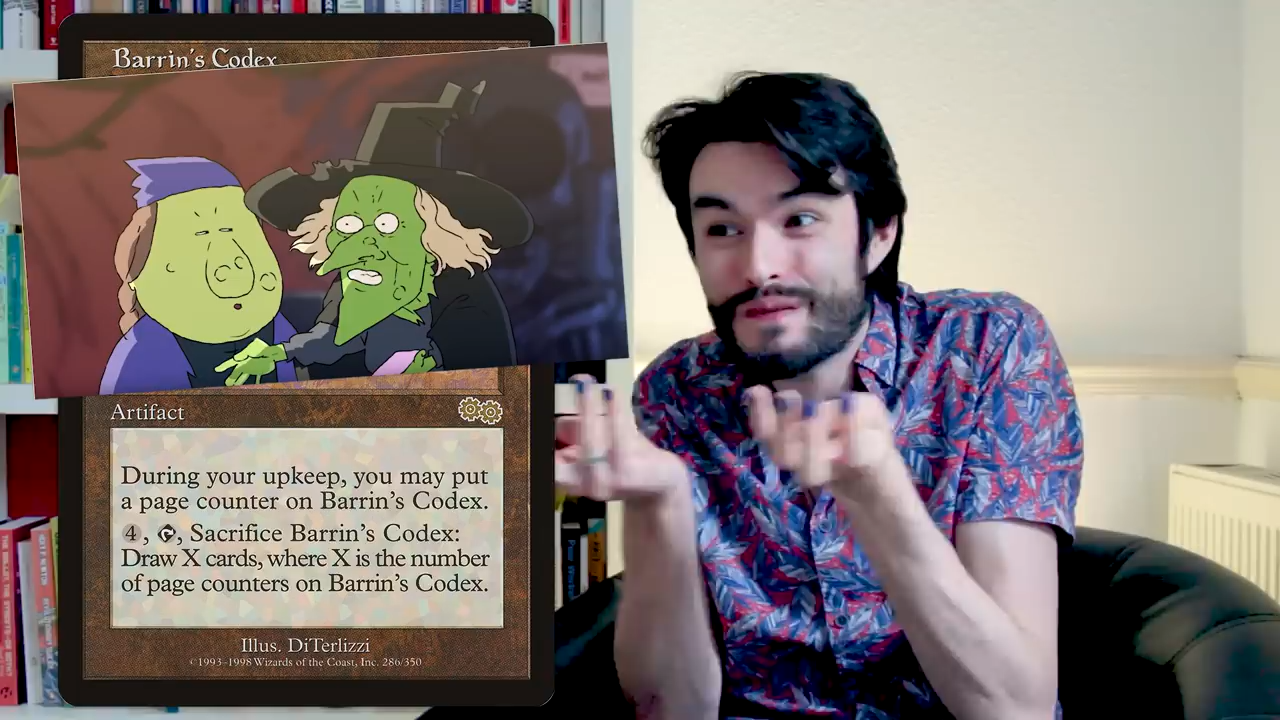 Barrin's Codex
Artifact
During your upkeep, you may put
a page counter on Barrin's Codex.
4, , Sacrifice Barrin's Codex:
Draw X cards, where X is the number
of page counters on Barrin's Codex.
Illus. DiTerlizzi
©1993–1998 Wizards of the Coast, Inc. 286/350